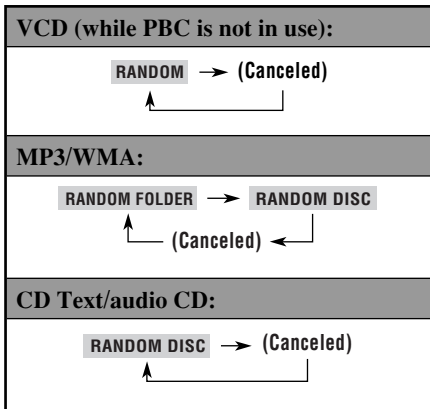 VCD (while PBC is not in use):
RANDOM → (Canceled)
MP3/WMA:
RANDOM FOLDER → RANDOM DISC
(Canceled)
CD Text/audio CD:
RANDOM DISC → (Canceled)